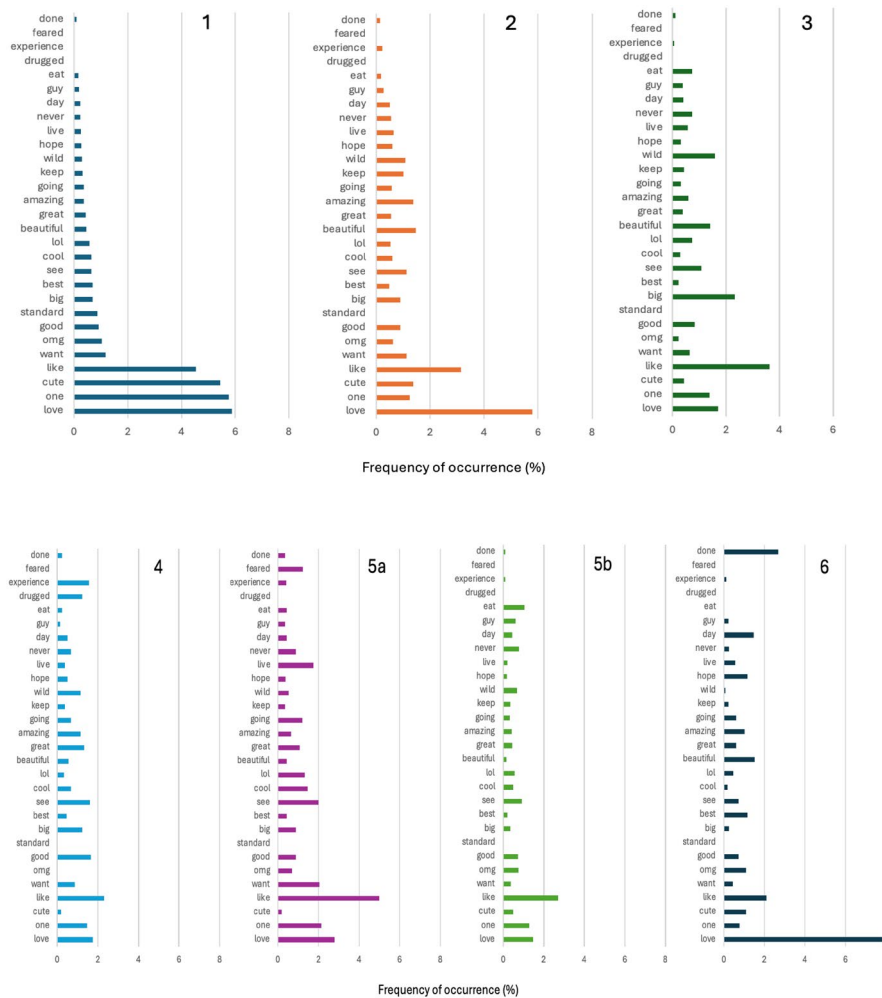 1
done
feared
experience
drugged
eat
guy
day
never
live
hope
wild
keep
going
amazing
great
beautiful
lol
cool
see
best
big
standard
good
omg
want
like
cute
one
love
0 2 4 6 8
2
done
feared
experience
drugged
eat
guy
day
never
live
hope
wild
keep
going
amazing
great
beautiful
lol
cool
see
best
big
standard
good
omg
want
like
cute
one
love
0 2 4 6 8
3
done
feared
experience
drugged
eat
guy
day
never
live
hope
wild
keep
going
amazing
great
beautiful
lol
cool
see
best
big
standard
good
omg
want
like
cute
one
love
0 2 4 6
Frequency of occurrence (%)
4
done
feared
experience
drugged
eat
guy
day
never
live
hope
wild
keep
going
amazing
great
beautiful
lol
cool
see
best
big
standard
good
omg
want
like
cute
one
love
0 2 4 6 8
5a
done
feared
experience
drugged
eat
guy
day
never
live
hope
wild
keep
going
amazing
great
beautiful
lol
cool
see
best
big
standard
good
omg
want
like
cute
one
love
0 2 4 6 8
5b
done
feared
experience
drugged
eat
guy
day
never
live
hope
wild
keep
going
amazing
great
beautiful
lol
cool
see
best
big
standard
good
omg
want
like
cute
one
love
0 2 4 6 8
6
done
feared
experience
drugged
eat
guy
day
never
live
hope
wild
keep
going
amazing
great
beautiful
lol
cool
see
best
big
standard
good
omg
want
like
cute
one
love
0 2 4 6
Frequency of occurrence (%)